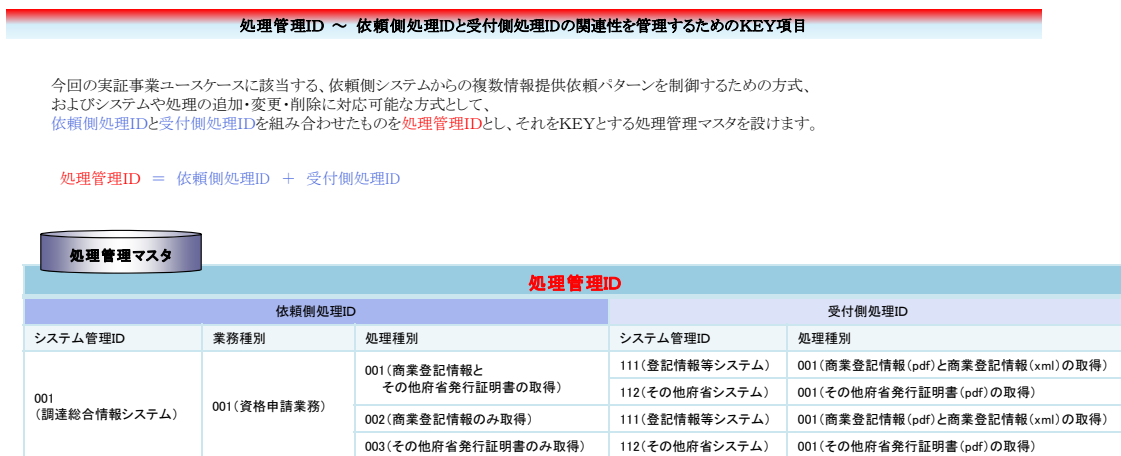 処理管理ID ～ 依頼側処理IDと受付側処理IDの関連性を管理するためのKEY項目
今回の実証事業ユースケースに該当する、依頼側システムからの複数情報提供依頼パターンを制御するための方式、
およびシステムや処理の追加・変更・削除に対応可能な方式として、
依頼側処理IDと受付側処理IDを組み合わせたものを処理管理IDとし、それをKEYとする処理管理マスタを設けます。
処理管理ID ＝ 依頼側処理ID ＋ 受付側処理ID
処理管理マスタ
処理管理ID
依頼側処理ID 受付側処理ID
システム管理ID 業務種別 処理種別 システム管理ID 処理種別
001
（調達総合情報システム）
001（資格申請業務）
001（商業登記情報と
その他府省発行証明書の取得）
111（登記情報等システム） 001（商業登記情報（pdf）と商業登記情報（xml）の取得）
112（その他府省システム） 001（その他府省発行証明書（pdf）の取得）
002（商業登記情報のみ取得） 111（登記情報等システム） 001（商業登記情報（pdf）と商業登記情報（xml）の取得）
003（その他府省発行証明書のみ取得） 112（その他府省システム） 001（その他府省発行証明書（pdf）の取得）